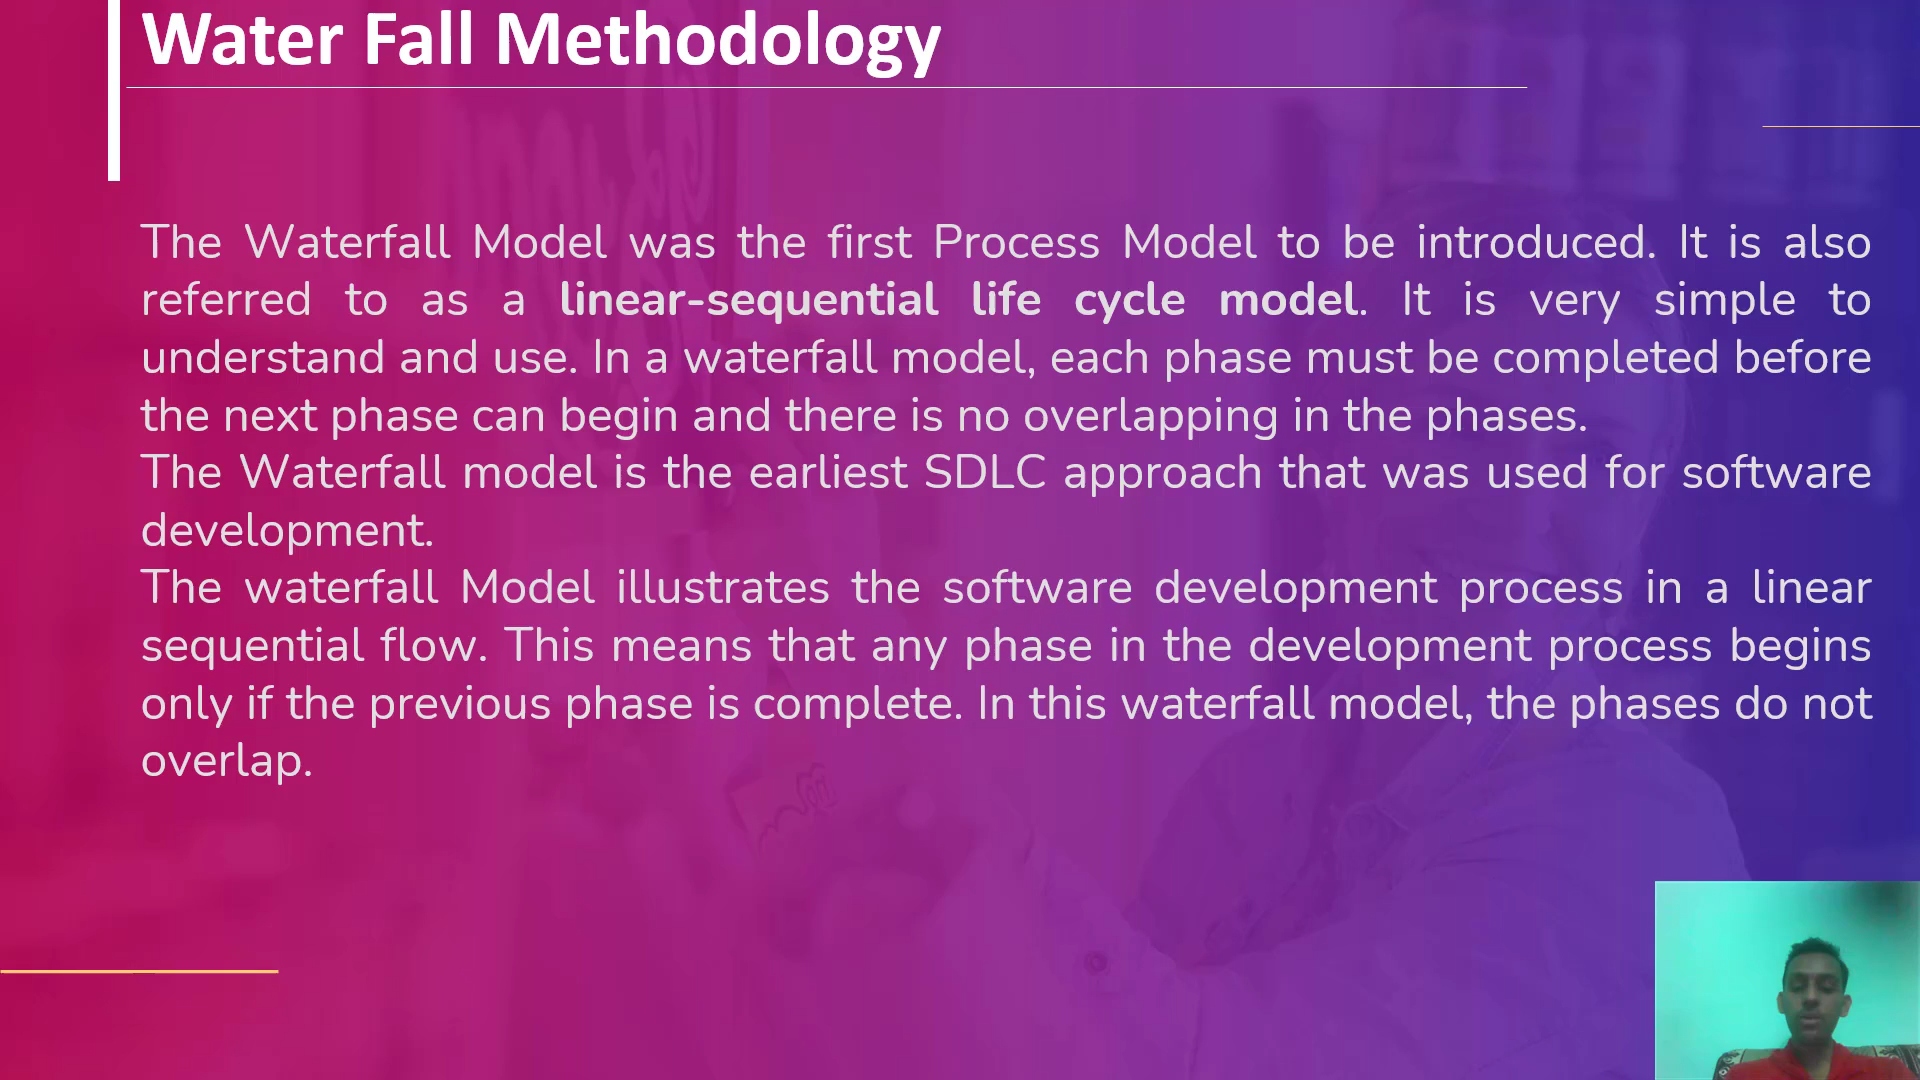 Water Fall Methodology
The Waterfall Model was the first Process Model to be introduced. It is also
referred to as a linear-sequential life cycle model. It is very simple to
understand and use. In a waterfall model, each phase must be completed before
the next phase can begin and there is no overlapping in the phases.
The Waterfall model is the earliest SDLC approach that was used for software
development.
The waterfall Model illustrates the software development process in a linear
sequential flow. This means that any phase in the development process begins
only if the previous phase is complete. In this waterfall model, the phases do not
overlap.